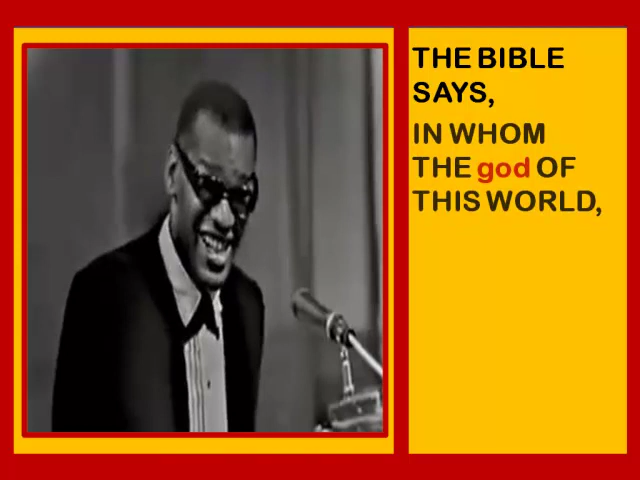 THE BIBLE
SAYS,
IN WHOM
THE god OF
THIS WORLD,